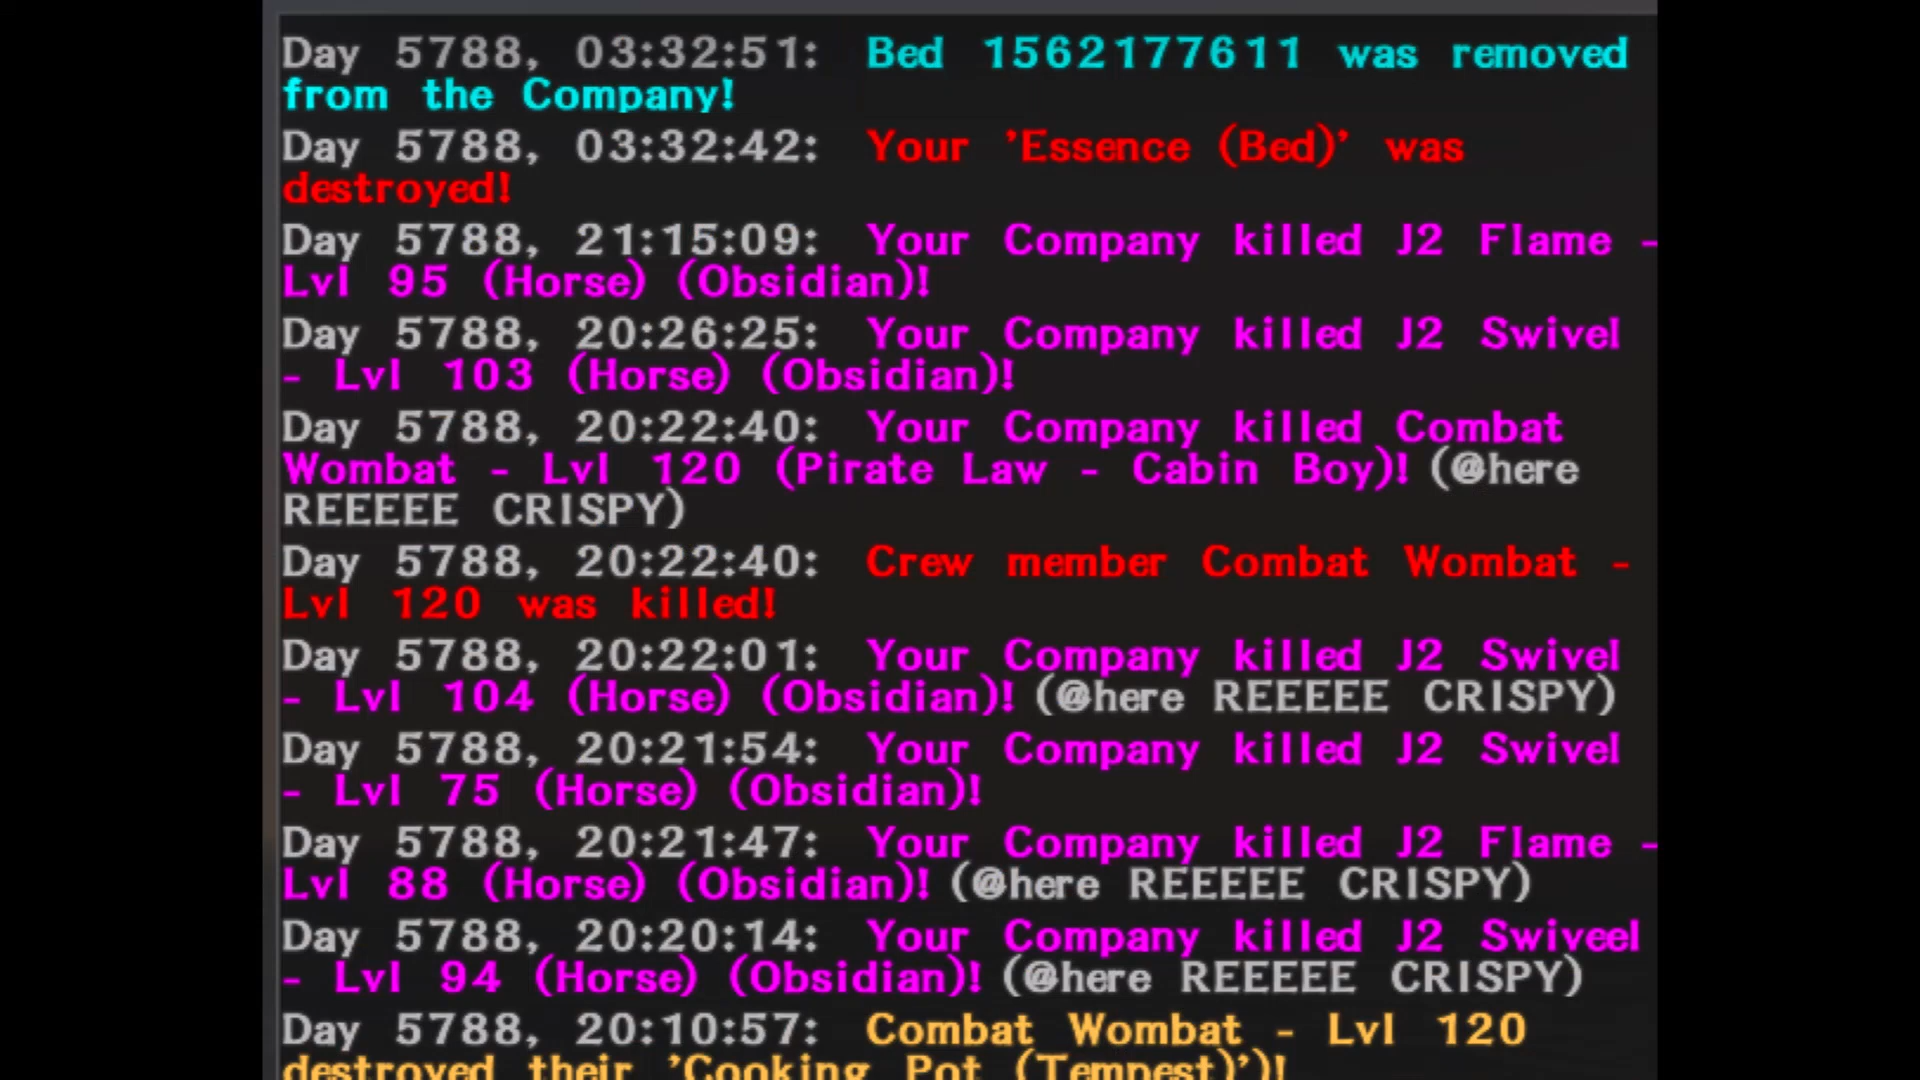 Day 5788, 03:32:51: Bed 1562177611 was removed
from the Company!
Day 5788, 03:32:42: Your 'Essence (Bed)' was
destroyed!
Day 5788, 21:15:09: Your Company killed J2 Flame -
Lvl 95 (Horse) (Obsidian)!
Day 5788, 20:26:25: Your Company killed J2 Swivel
- Lvl 103 (Horse) (Obsidian)!
Day 5788, 20:22:40: Your Company killed Combat
Wombat - Lvl 120 (Pirate Law - Cabin Boy)! (@here
REEEEE CRISPY)
Day 5788, 20:22:40: Crew member Combat Wombat -
Lvl 120 was killed!
Day 5788, 20:22:01: Your Company killed J2 Swivel
- Lvl 104 (Horse) (Obsidian)! (@here REEEEE CRISPY)
Day 5788, 20:21:54: Your Company killed J2 Swivel
- Lvl 75 (Horse) (Obsidian)!
Day 5788, 20:21:47: Your Company killed J2 Flame -
Lvl 88 (Horse) (Obsidian)! (@here REEEEE CRISPY)
Day 5788, 20:20:14: Your Company killed J2 Swiveel
- Lvl 94 (Horse) (Obsidian)! (@here REEEEE CRISPY)
Day 5788, 20:10:57: Combat Wombat - Lvl 120
destroyed their 'Cooking Pot (Tempest)')!